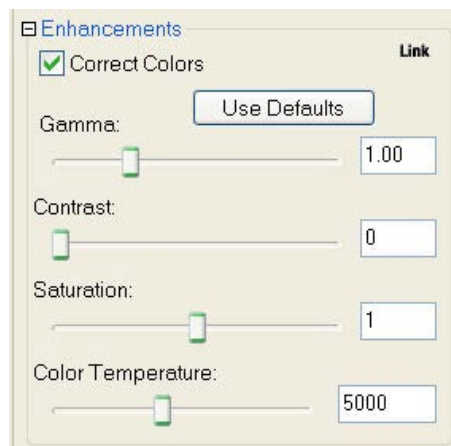 Enhancements
Correct Colors
Link
Use Defaults
Gamma:
1.00
Contrast:
0
Saturation:
1
Color Temperature:
5000